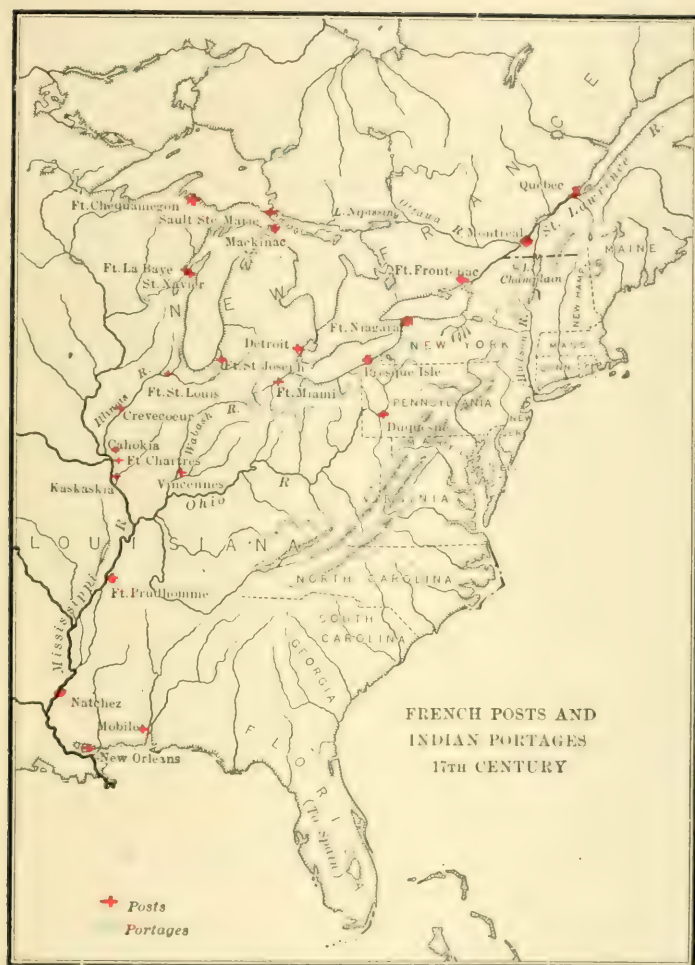 NEW FRANCE
Quebec
St. Lawrence R.
Ft. Chequamegon
Sault Ste Marie
L. Nipissing
Ottawa R
Montreal
MAINE
Mackinac
Ft. La Baye
St. Xavier
Ft. Frontenac
L. Champlain
NEW HAMP.
Ft. Niagara
Hudson R.
MASS
CONN
NEW YORK
Detroit
Ft. St Joseph
Presque Isle
Illinois R.
Ft. St. Louis
Ft. Miami
PENNSYLVANIA
Crevecoeur
Wabash R.
Duquesne
Cahokia
Ft Chartres
Kaskaskia
Vincennes
Ohio R
VIRGINIA
LOUISIANA
Mississippi R
Ft. Prudhomme
NORTH CAROLINA
SOUTH
CAROLINA
GEORGIA
Natchez
Mobile
New Orleans
FLORIDA
(To Spain)
FRENCH POSTS AND
INDIAN PORTAGES
17TH CENTURY
Posts
Portages